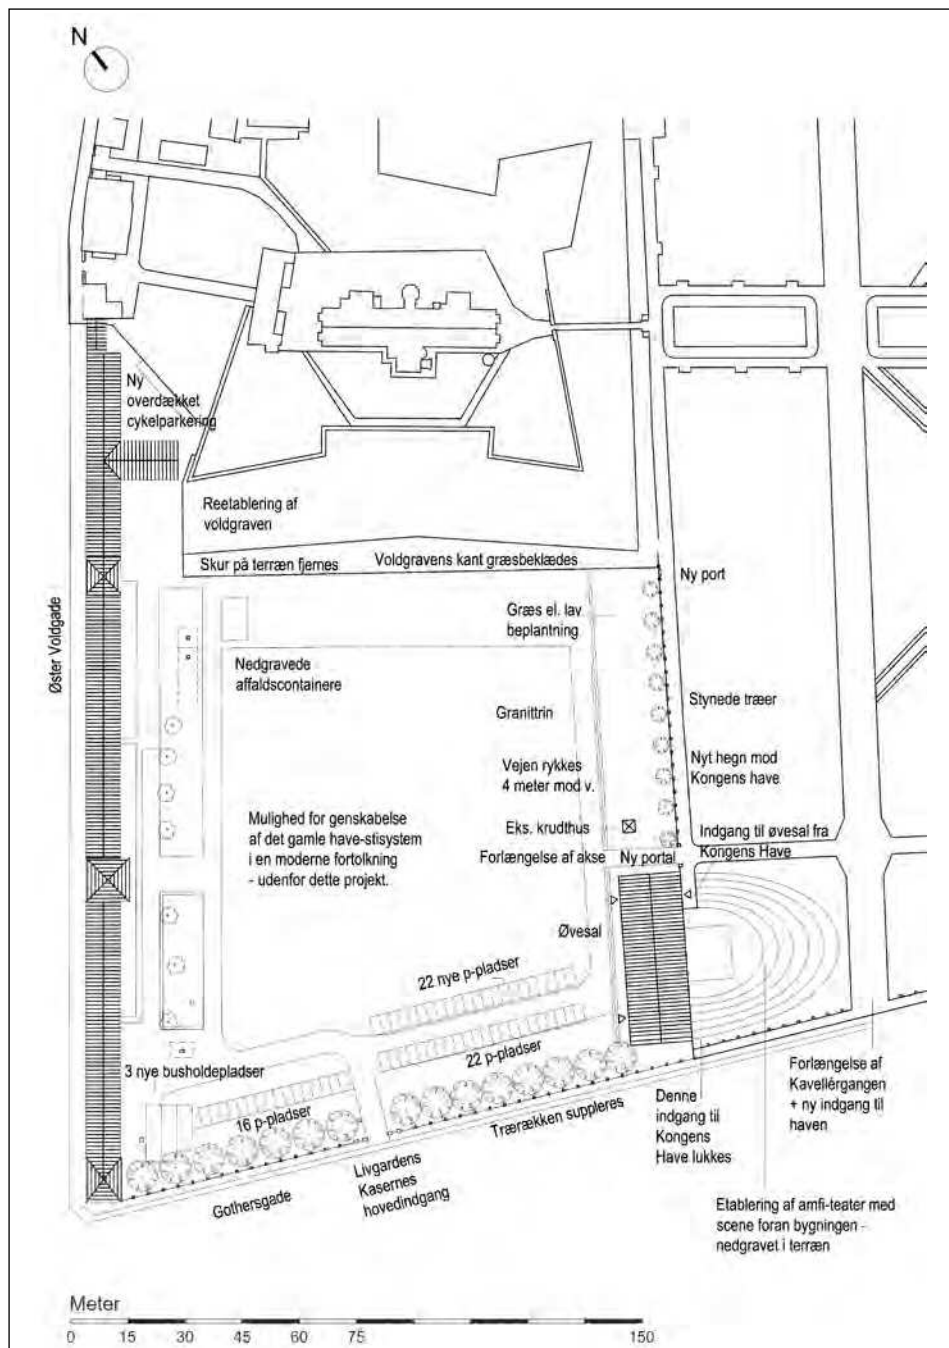 N
Ny
overdækket
cykelparkering
Reetablering af
voldgraven
Skur på terræn fjernes
Voldgravens kant græsbeklædes
Ny port
Græs el. lav
beplantning
Øster Voldgade
Nedgravede
affaldscontainere
Granittrin
Stynede træer
Vejen rykkes
4 meter mod v.
Nyt hegn mod
Kongens have
Mulighed for genskabelse
af det gamle have-stisystem
i en moderne fortolkning
- udenfor dette projekt.
Eks. krudthus
Indgang til øvesal fra
Kongens Have
Forlængelse af akse
Ny portal
Øvesal
22 nye p-pladser
22 p-pladser
3 nye busholdepladser
16 p-pladser
Trærækken suppleres
Denne
indgang til
Kongens
Have lukkes
Forlængelse af
Kavellérgangen
+ ny indgang til
haven
Gothersgade
Livgardens
Kasernes
hovedindgang
Etablering af amfi-teater med
scene foran bygningen -
nedgravet i terræn
Meter
0 15 30 45 60 75 150